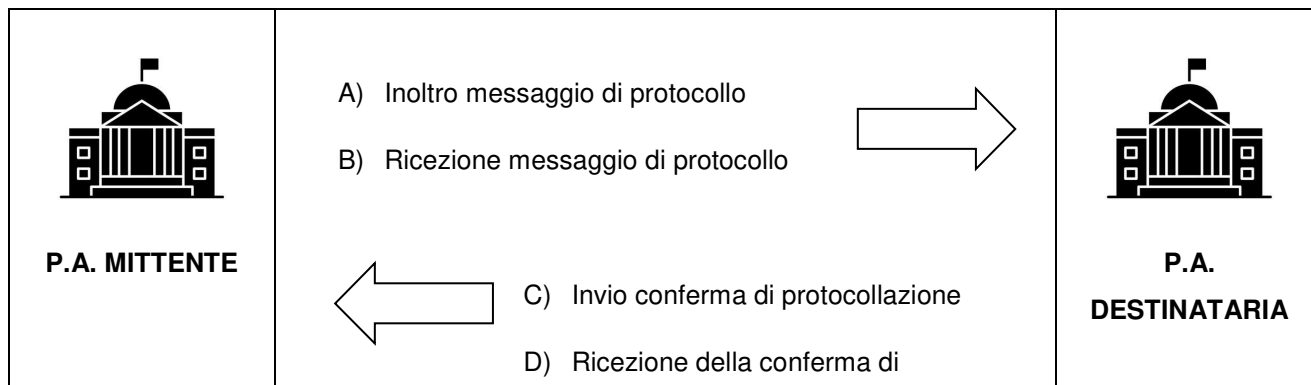 A) Inoltro messaggio di protocollo
B) Ricezione messaggio di protocollo
P.A. MITTENTE
P.A.
DESTINATARIA
C) Invio conferma di protocollazione
D) Ricezione della conferma di